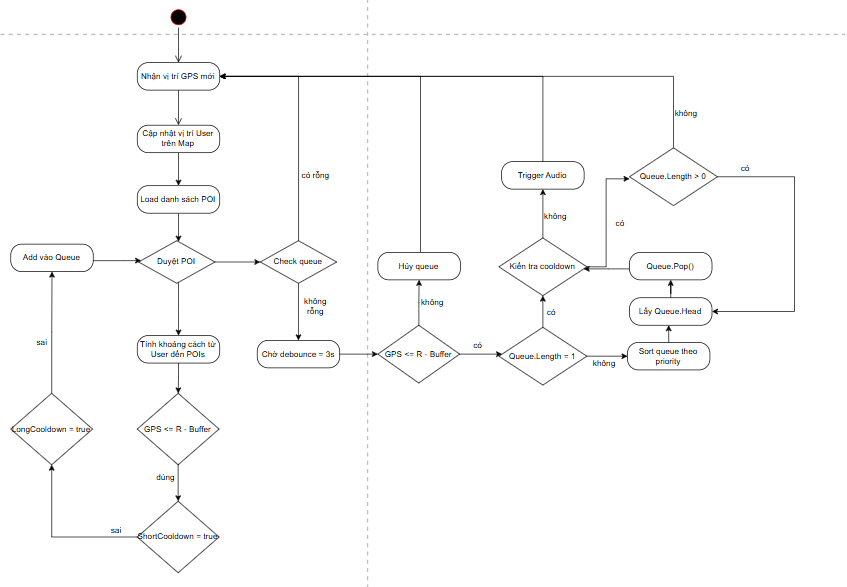 Nhận vị trí GPS mới
Cập nhật vị trí User
trên Map
Load danh sách POI
Duyệt POI
Add vào Queue
Check queue
có rỗng
không
rỗng
Chờ debounce = 3s
Tính khoảng cách từ
User đến POIs
GPS <= R - Buffer
đúng
ShortCooldown = true
sai
LongCooldown = true
sai
GPS <= R - Buffer
không
Hủy queue
có
Queue.Length = 1
có
không
Kiển tra cooldown
không
Trigger Audio
có
Sort queue theo
priority
Lấy Queue.Head
Queue.Pop()
Queue.Length > 0
không
có